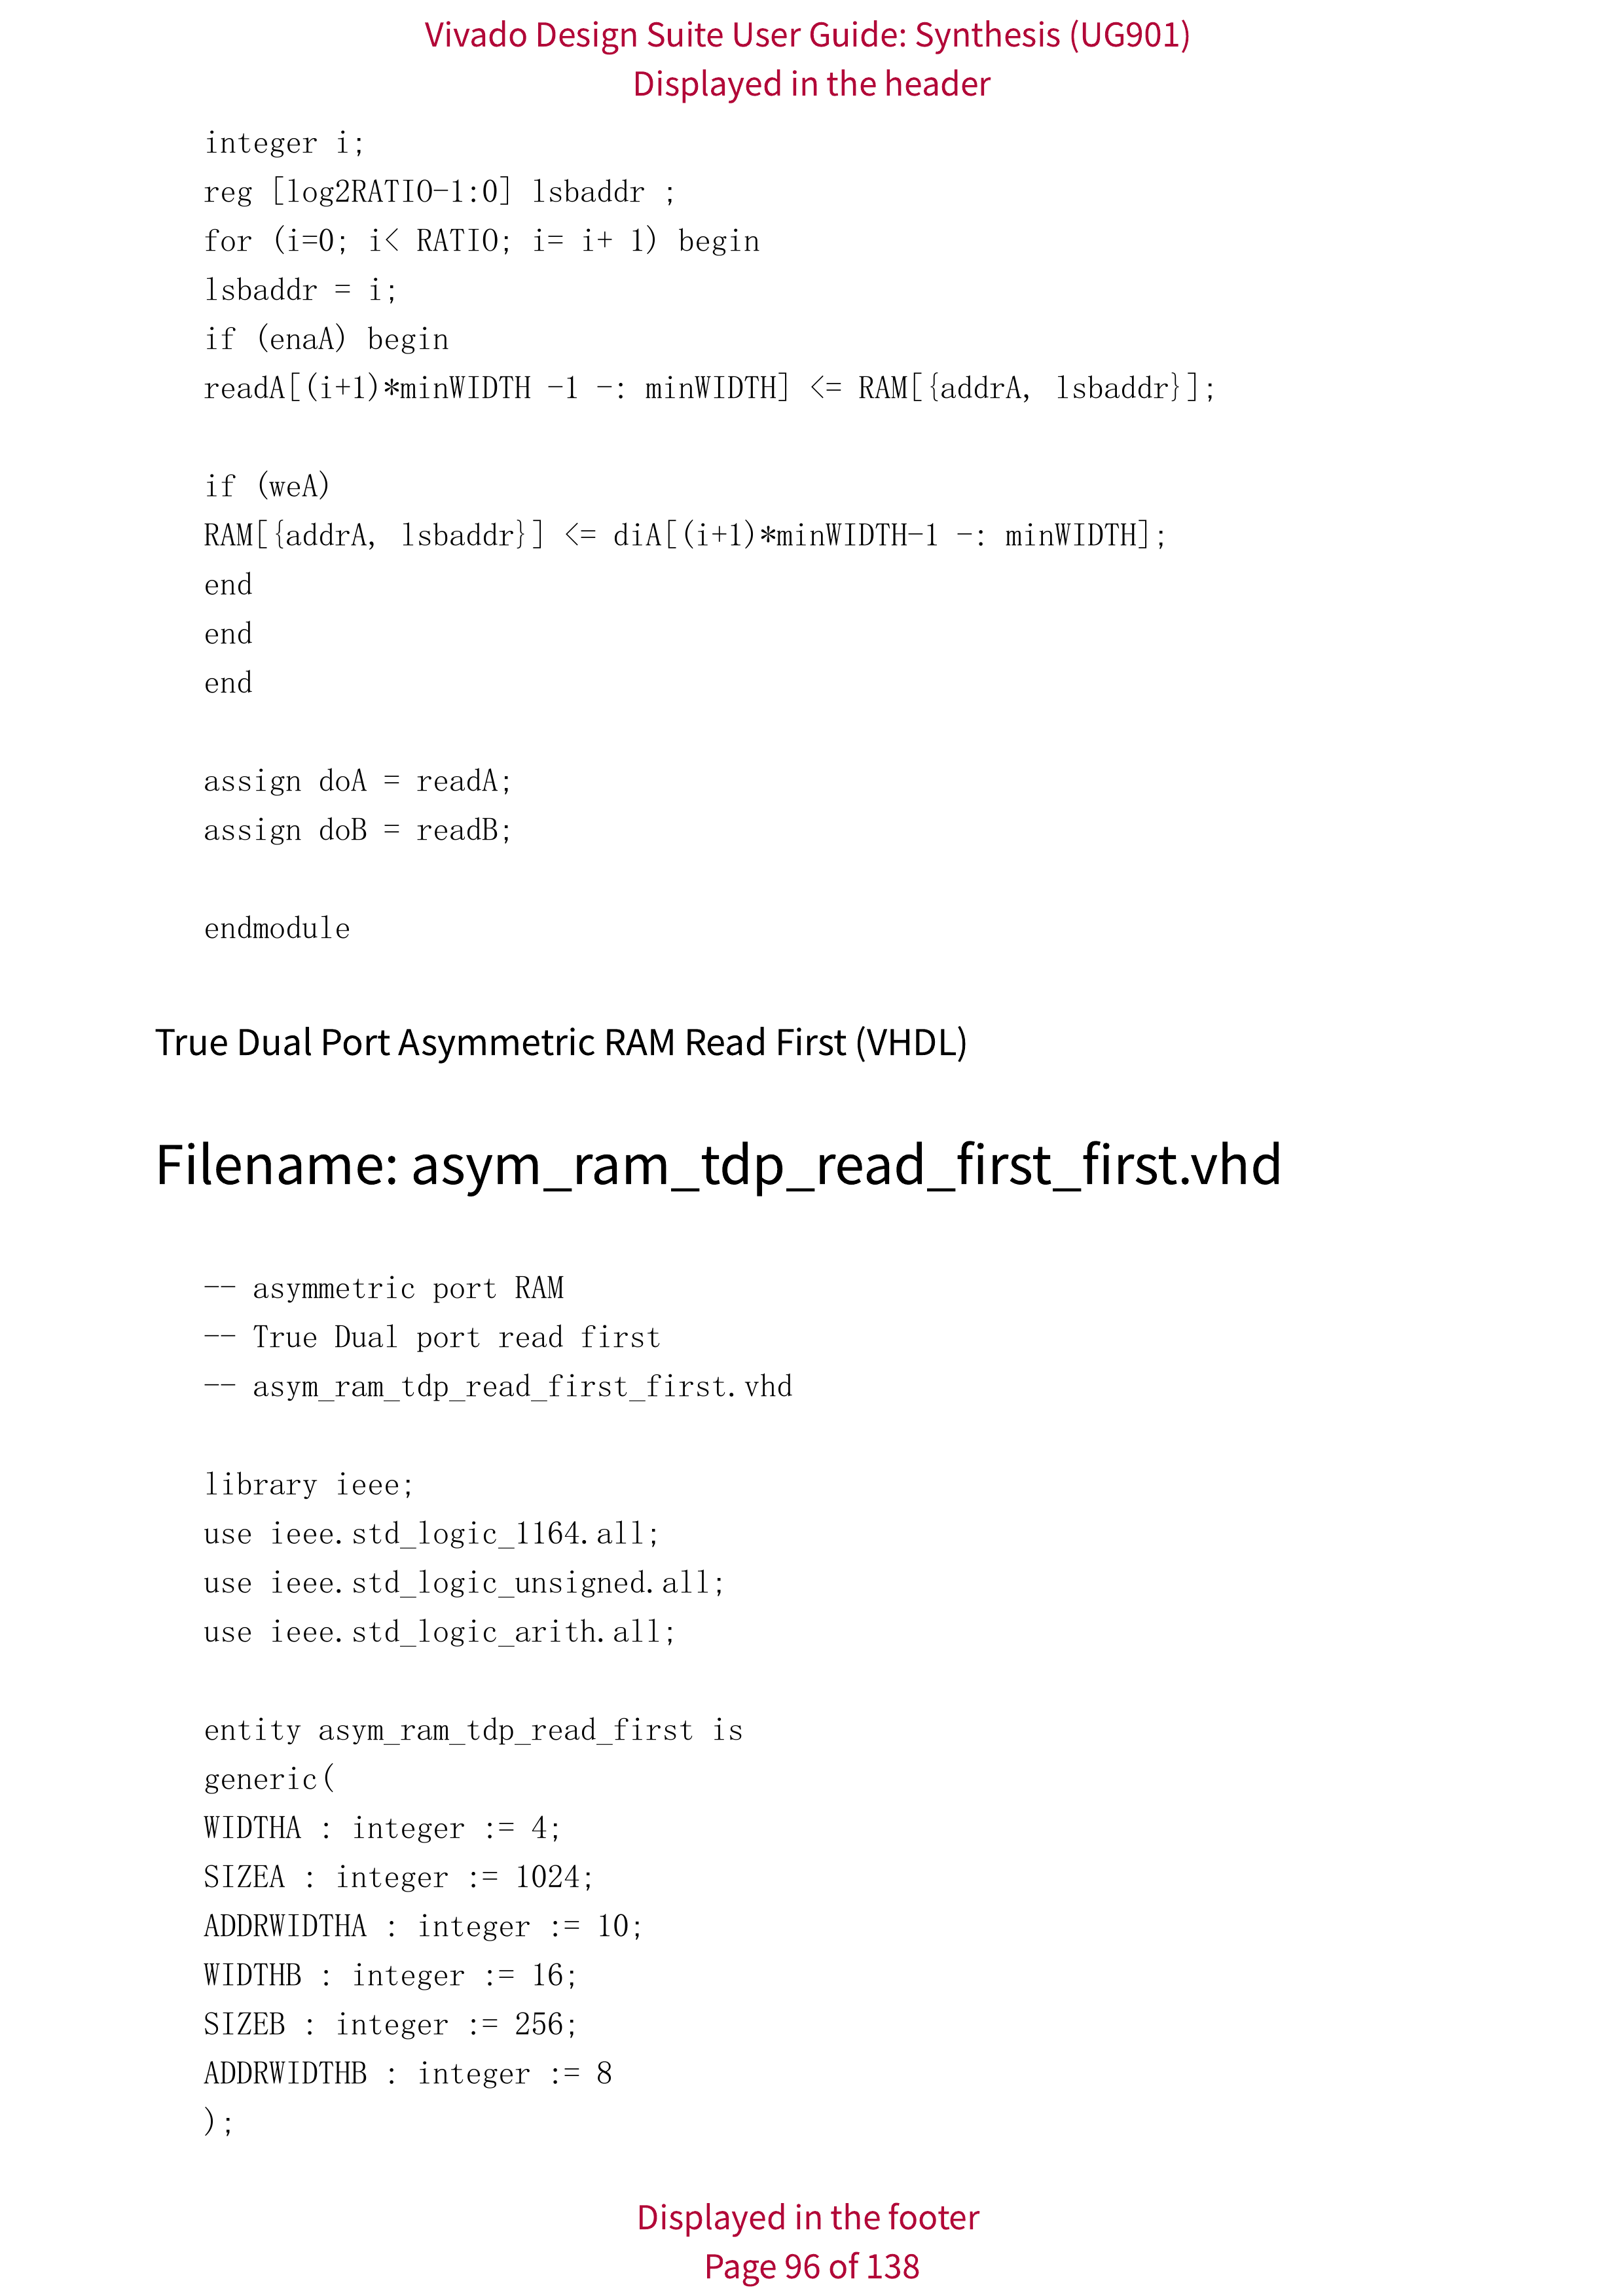 Vivado Design Suite User Guide: Synthesis (UG901)
Displayed in the header
integer i;
reg [log2RATIO-1:0] lsbaddr ;
for (i=0; i< RATIO; i= i+ 1) begin
lsbaddr = i;
if (enaA) begin
readA[(i+1)*minWIDTH -1 -: minWIDTH] <= RAM[{addrA, lsbaddr}];
if (weA)
RAM[{addrA, lsbaddr}] <= diA[(i+1)*minWIDTH-1 -: minWIDTH];
end
end
end
assign doA = readA;
assign doB = readB;
endmodule
True Dual Port Asymmetric RAM Read First (VHDL)
Filename: asym_ram_tdp_read_first_first.vhd
-- asymmetric port RAM
-- True Dual port read first
-- asym_ram_tdp_read_first_first.vhd
library ieee;
use ieee.std_logic_1164.all;
use ieee.std_logic_unsigned.all;
use ieee.std_logic_arith.all;
entity asym_ram_tdp_read_first is
generic(
WIDTHA : integer := 4;
SIZEA : integer := 1024;
ADDRWIDTHA : integer := 10;
WIDTHB : integer := 16;
SIZEB : integer := 256;
ADDRWIDTHB : integer := 8
);
Displayed in the footer
Page 96 of 138